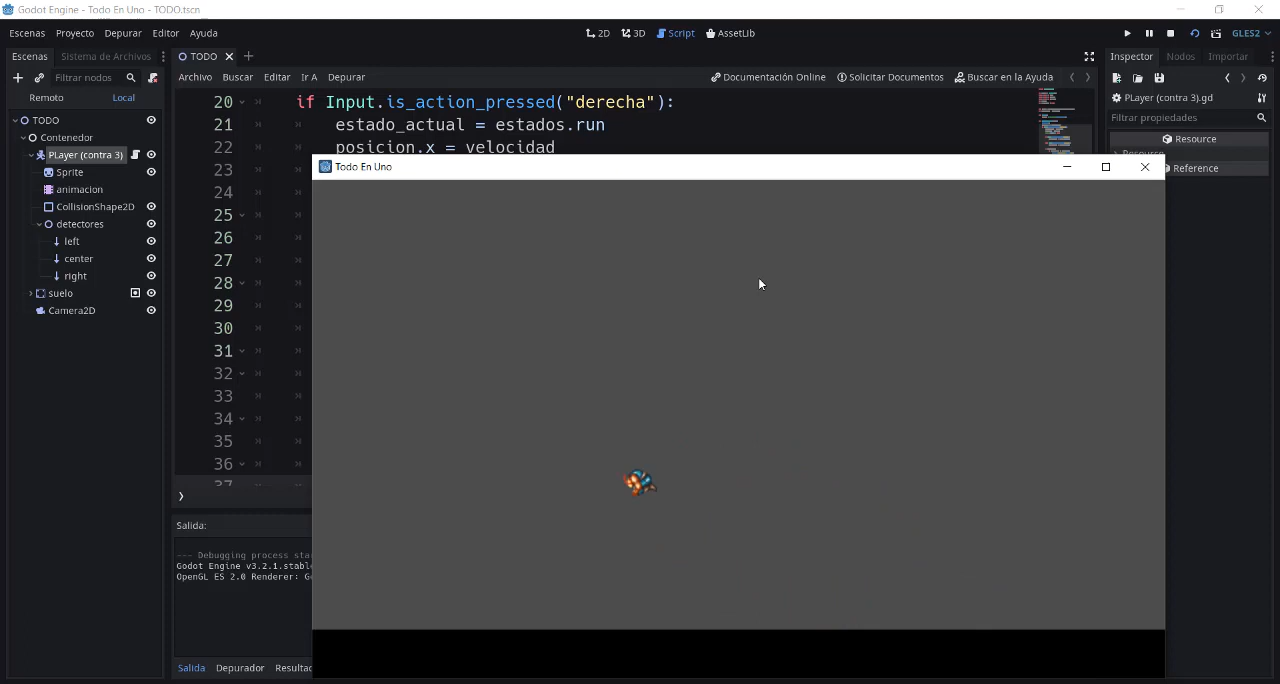 Godot Engine - Todo En Uno - TODO.tscn
Escenas Proyecto Depurar Editor Ayuda
2D 3D Script AssetLib
GLES2
Escenas Sistema de Archivos
TODO
Inspector Nodos Importar
Filtrar nodos
Archivo Buscar Editar Ir A Depurar
Documentación Online Solicitar Documentos Buscar en la Ayuda
Remoto Local
PLayer (contra 3).gd
Filtrar propiedades
Resource
Reference
TODO
Contenedor
PLayer (contra 3)
Sprite
animacion
CollisionShape2D
detectores
left
center
right
suelo
Camera2D
20 if Input.is_action_pressed("derecha"):
21 estado_actual = estados.run
22 posicion.x = velocidad
23
24
25
26
27
28
29
30
31
32
33
34
35
36
37
Todo En Uno
Salida:
--- Debugging process sta
Godot Engine v3.2.1.stabl
OpenGL ES 2.0 Renderer: G
Salida Depurador Resultad